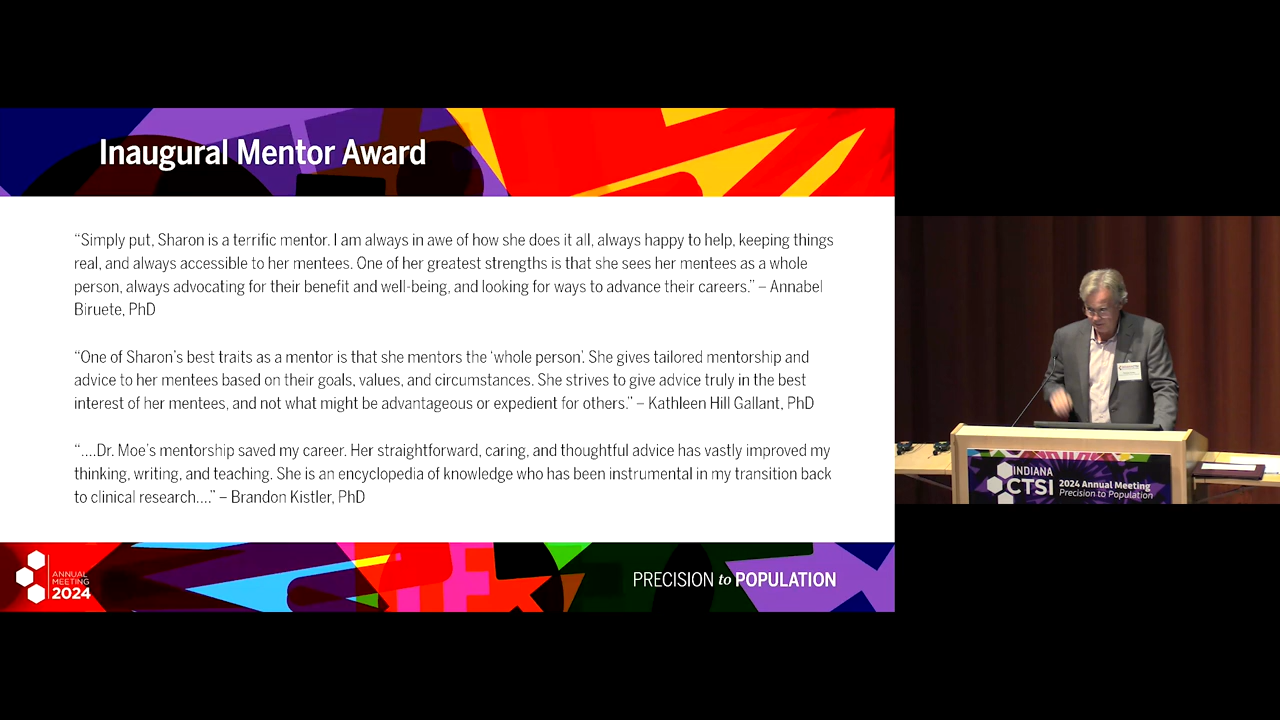 Inaugural Mentor Award
“Simply put, Sharon is a terrific mentor. I am always in awe of how she does it all, always happy to help, keeping things
real, and always accessible to her mentees. One of her greatest strengths is that she sees her mentees as a whole
person, always advocating for their benefit and well-being, and looking for ways to advance their careers.” – Annabel
Biruete, PhD
“One of Sharon’s best traits as a mentor is that she mentors the ‘whole person’. She gives tailored mentorship and
advice to her mentees based on their goals, values, and circumstances. She strives to give advice truly in the best
interest of her mentees, and not what might be advantageous or expedient for others.” – Kathleen Hill Gallant, PhD
“....Dr. Moe’s mentorship saved my career. Her straightforward, caring, and thoughtful advice has vastly improved my
thinking, writing, and teaching. She is an encyclopedia of knowledge who has been instrumental in my transition back
to clinical research....” – Brandon Kistler, PhD
ANNUAL
MEETING
2024
PRECISION to POPULATION
INDIANA
CTSI
2024 Annual Meeting
Precision to Population